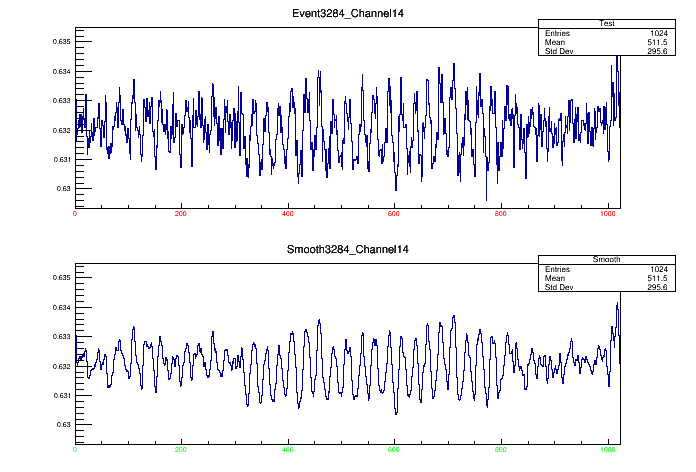 Event3284_Channel14
Test
Entries 1024
Mean 511.5
Std Dev 295.6
0.635
0.634
0.633
0.632
0.631
0.63
0 200 400 600 800 1000
Smooth3284_Channel14
Smooth
Entries 1024
Mean 511.5
Std Dev 295.6
0.635
0.634
0.633
0.632
0.631
0.63
0 200 400 600 800 1000